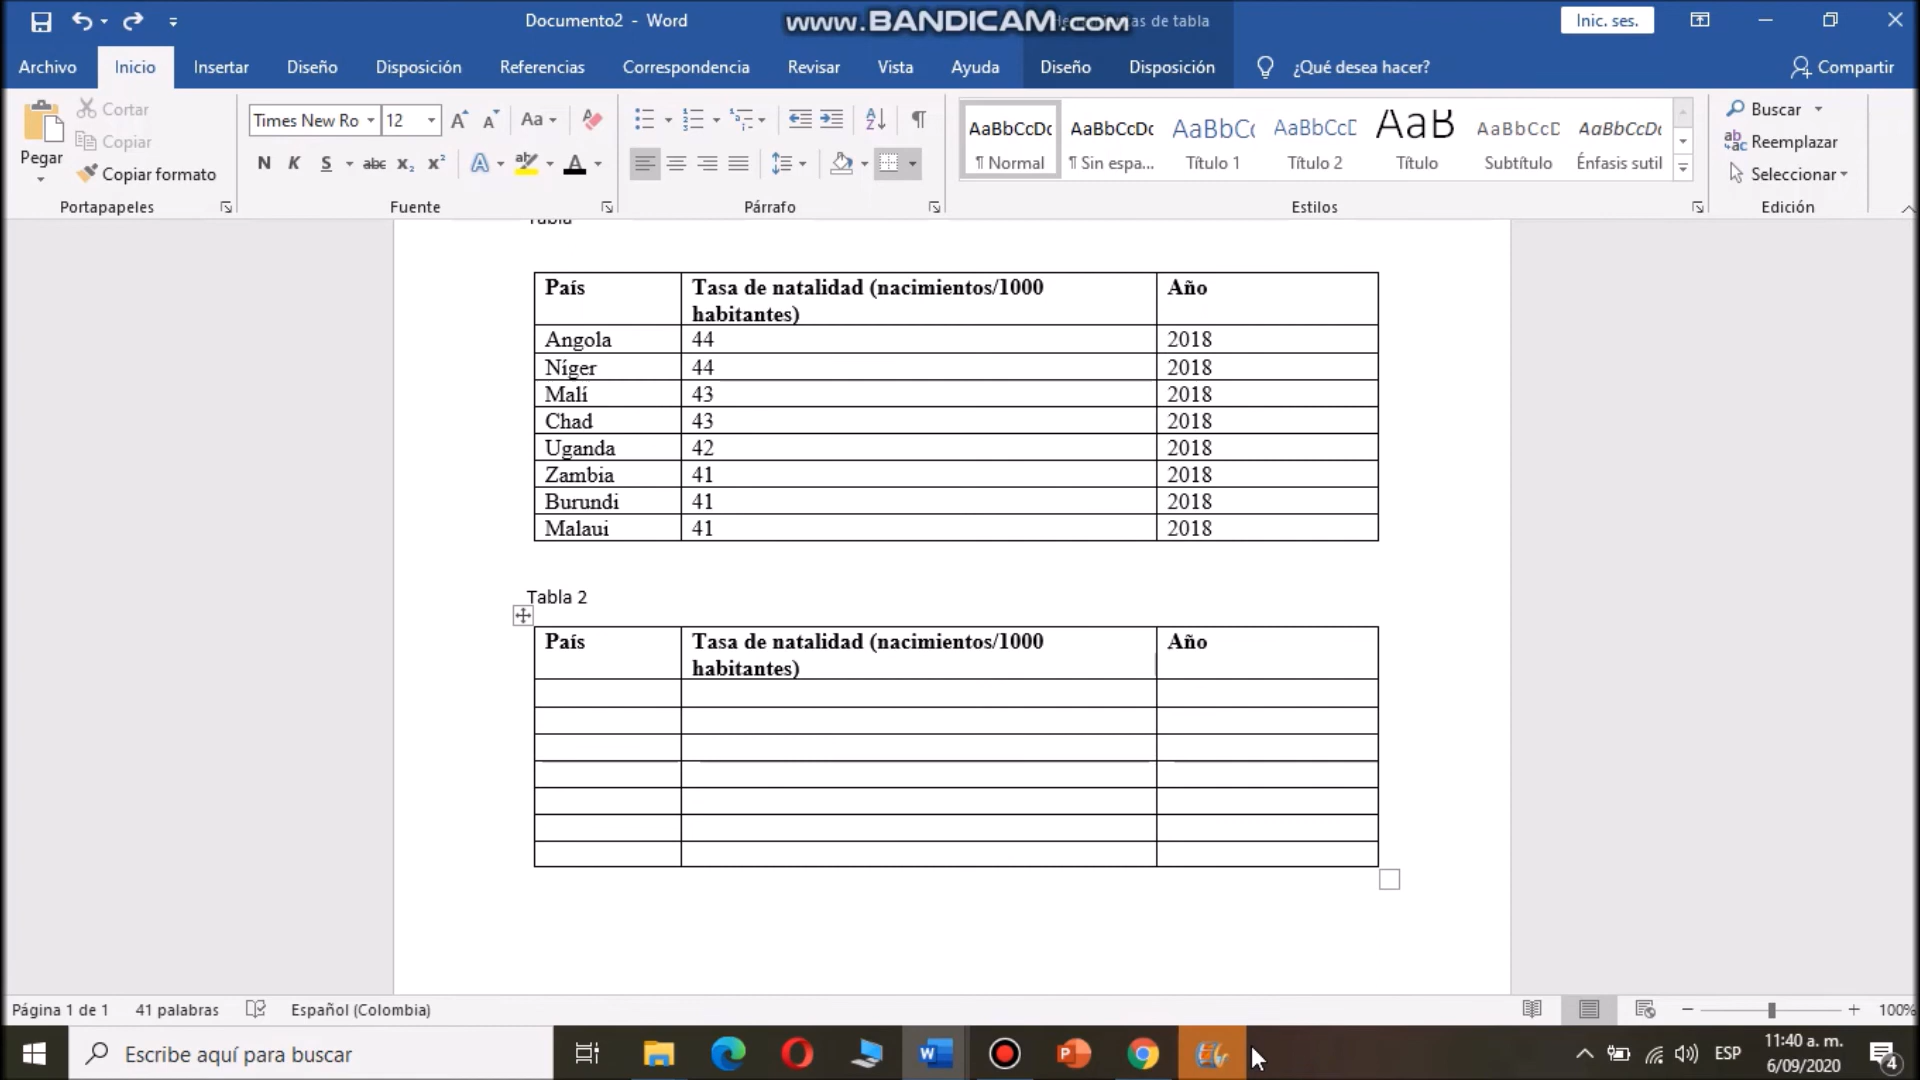 Documento2 - Word
www.BANDICAM.com
as de tabla
Inic. ses.
Archivo
Inicio
Insertar
Diseño
Disposición
Referencias
Correspondencia
Revisar
Vista
Ayuda
Diseño
Disposición
¿Qué desea hacer?
Compartir
Pegar
Cortar
Copiar
Copiar formato
Portapapeles
Times New Ro
12
Aa
N K S abc x₂ x²
Fuente
Párrafo
AaBbCcDc
¶ Normal
AaBbCcDc
¶ Sin espa...
AaBbC(
Título 1
AaBbCcD
Título 2
AaB
Título
AaBbCcD
Subtítulo
AaBbCcDc
Énfasis sutil
Estilos
Buscar
Reemplazar
Seleccionar
Edición
Tabla
País Tasa de natalidad (nacimientos/1000 Año
habitantes)
Angola 44 2018
Níger 44 2018
Malí 43 2018
Chad 43 2018
Uganda 42 2018
Zambia 41 2018
Burundi 41 2018
Malaui 41 2018
Tabla 2
País Tasa de natalidad (nacimientos/1000 Año
habitantes)
Página 1 de 1
41 palabras
Español (Colombia)
100%
Escribe aquí para buscar
ESP
11:40 a. m.
6/09/2020
4